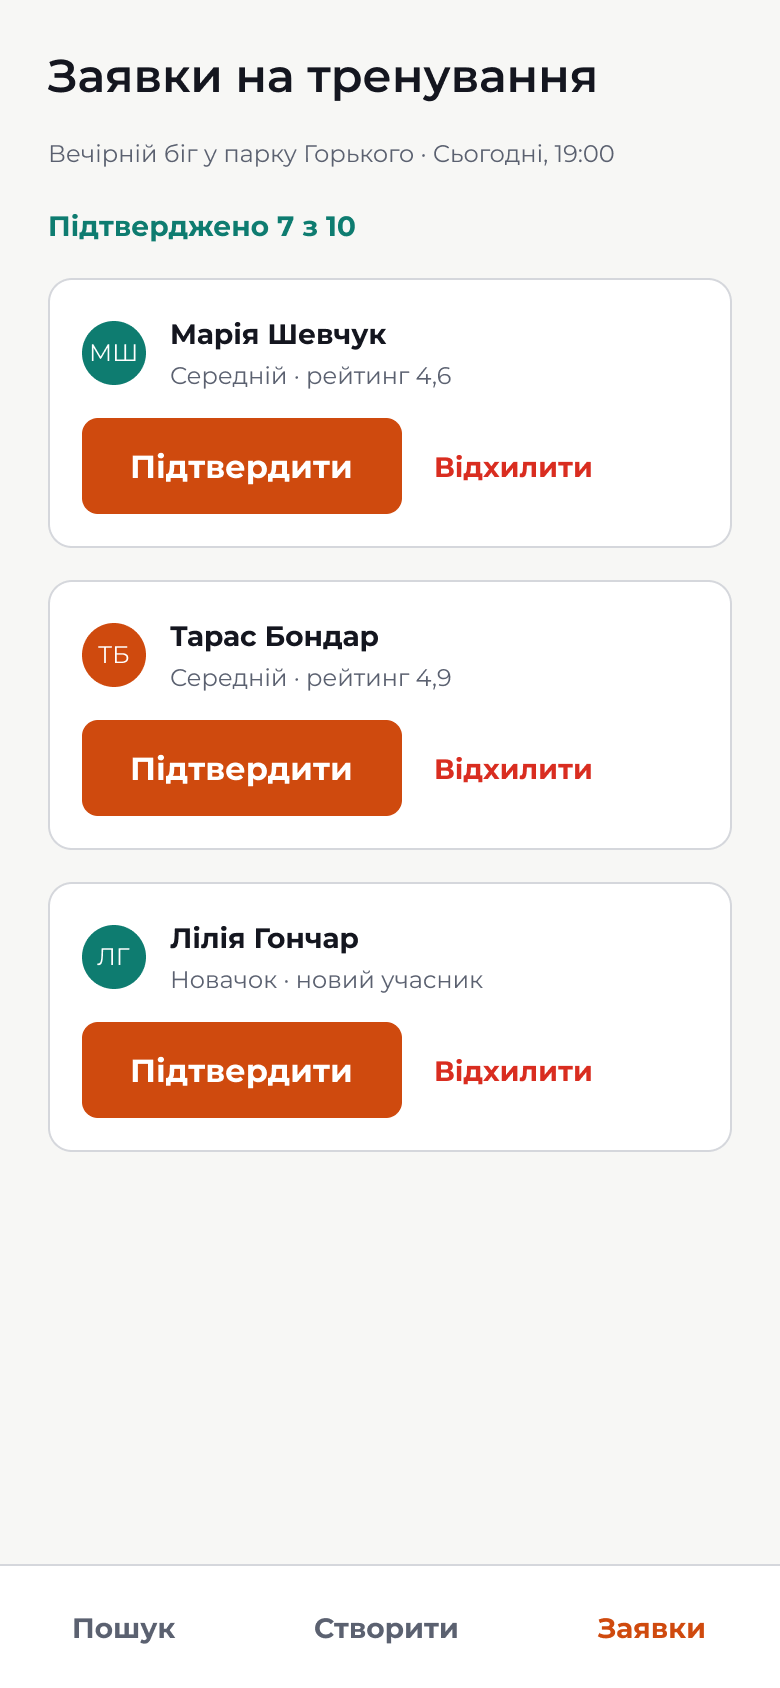 Заявки на тренування
Вечірній біг у парку Горького · Сьогодні, 19:00
Підтверджено 7 з 10
МШ
Марія Шевчук
Середній · рейтинг 4,6
Підтвердити
Відхилити
ТБ
Тарас Бондар
Середній · рейтинг 4,9
Підтвердити
Відхилити
ЛГ
Лілія Гончар
Новачок · новий учасник
Підтвердити
Відхилити
Пошук
Створити
Заявки